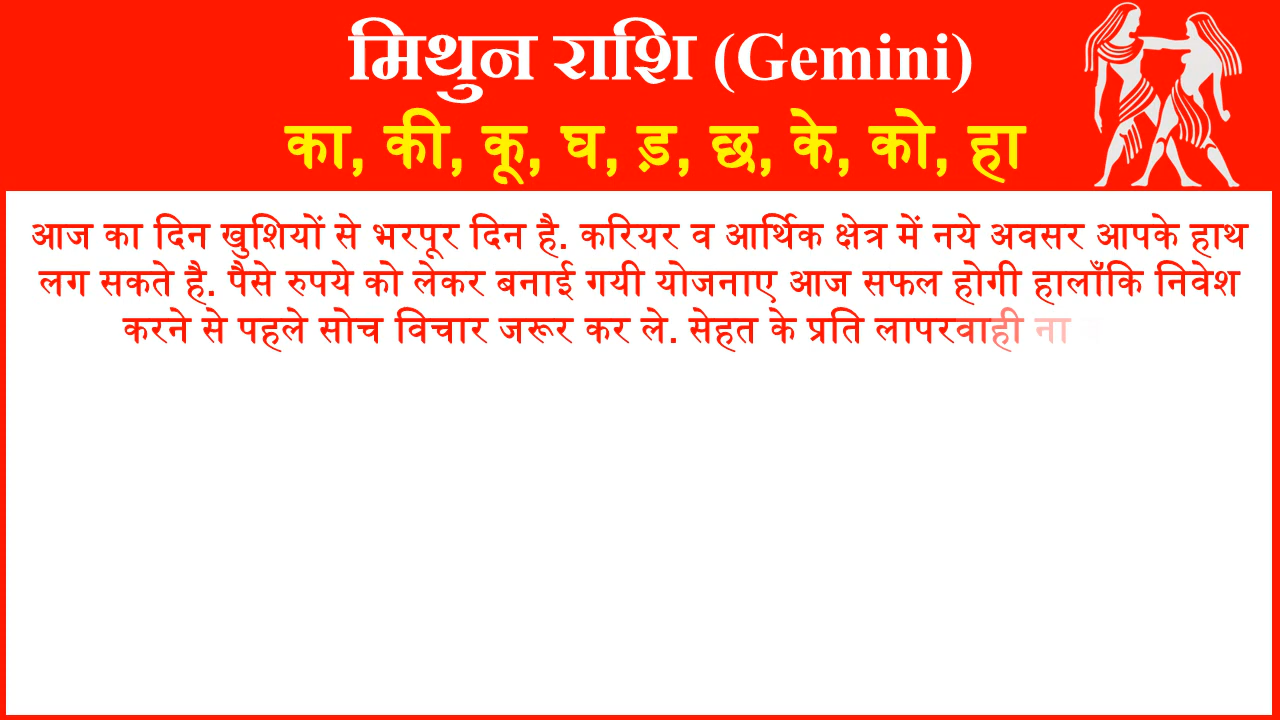 मिथुन राशि (Gemini)
का, की, कू, घ, ड़, छ, के, को, हा
आज का दिन खुशियों से भरपूर दिन है. करियर व आर्थिक क्षेत्र में नये अवसर आपके हाथ
लग सकते है. पैसे रुपये को लेकर बनाई गयी योजनाए आज सफल होगी हालाँकि निवेश
करने से पहले सोच विचार जरूर कर ले. सेहत के प्रति लापरवाही ना